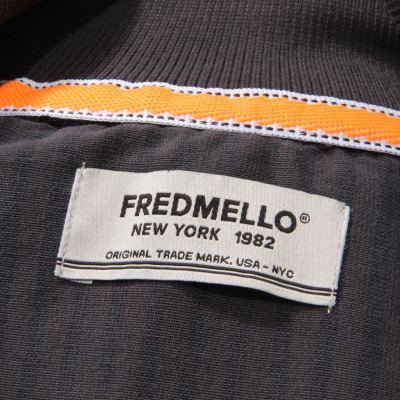 FREDMELLO®
NEW YORK 1982
ORIGINAL TRADE MARK. USA - NYC